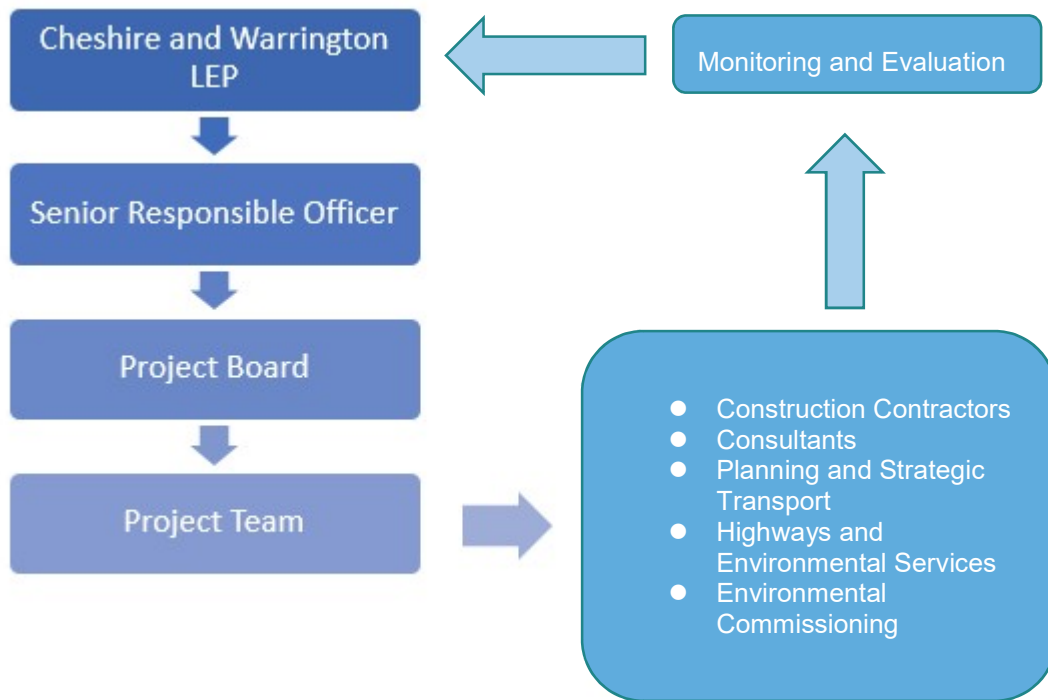 Cheshire and Warrington
LEP
Senior Responsible Officer
Project Board
Project Team
Monitoring and Evaluation
● Construction Contractors
● Consultants
● Planning and Strategic
Transport
● Highways and
Environmental Services
● Environmental
Commissioning